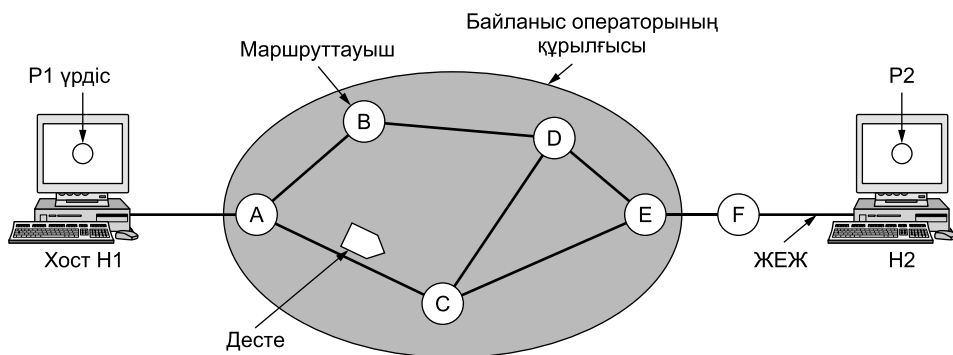 Байланыс операторының
құрылғысы
Маршруттауыш
P1 үрдіс
P2
B
D
A
E
F
C
Хост H1
ЖЕЖ
H2
Десте